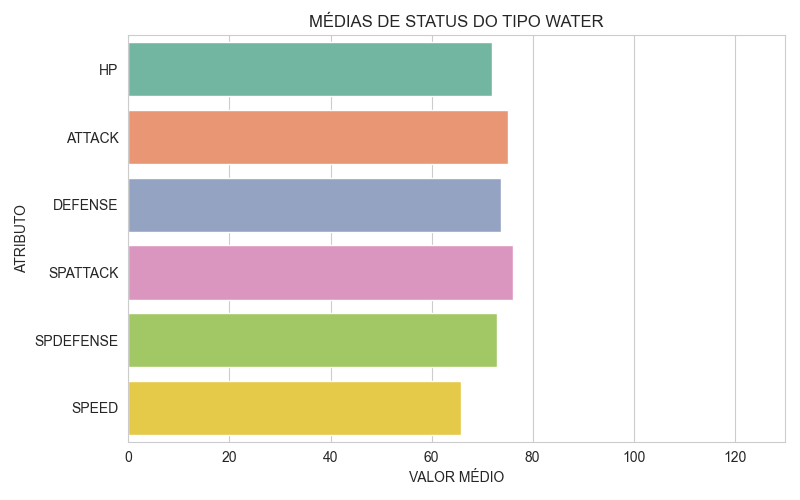 MÉDIAS DE STATUS DO TIPO WATER
HP
ATTACK
DEFENSE
SPATTACK
SPDEFENSE
SPEED
ATRIBUTO
0 20 40 60 80 100 120
VALOR MÉDIO